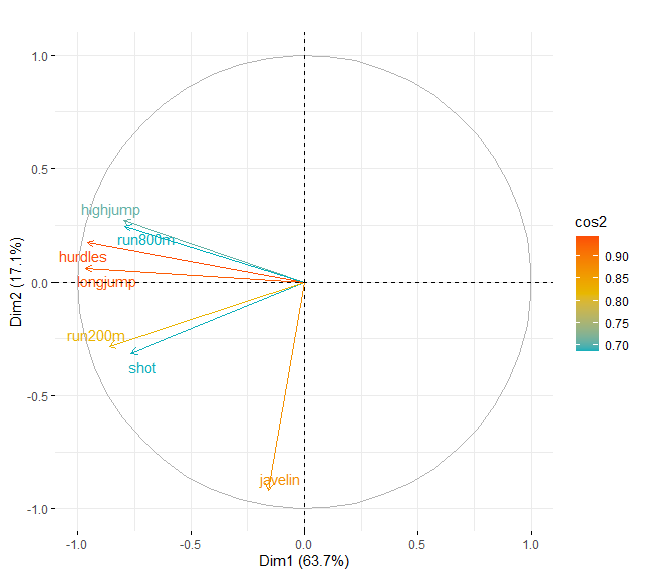 1.0
0.5
0.0
-0.5
-1.0
Dim2 (17.1%)
highjump
run800m
hurdles
longjump
run200m
shot
javelin
-1.0
-0.5
0.0
0.5
1.0
Dim1 (63.7%)
cos2
0.90
0.85
0.80
0.75
0.70